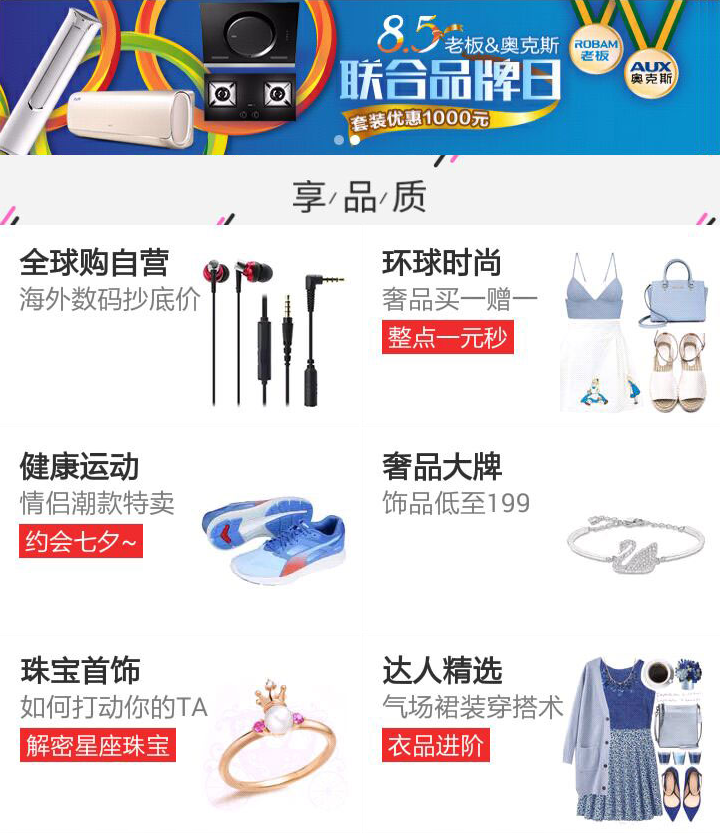 8.5 老板&奥克斯
联合品牌日
套装优惠1000元
ROBAM
老板
AUX
奥克斯
享品质
全球购自营
海外数码抄底价
环球时尚
奢品买一赠一
整点一元秒
健康运动
情侣潮款特卖
约会七夕~
奢品大牌
饰品低至199
珠宝首饰
如何打动你的TA
解密星座珠宝
达人精选
气场裙装穿搭术
衣品进阶